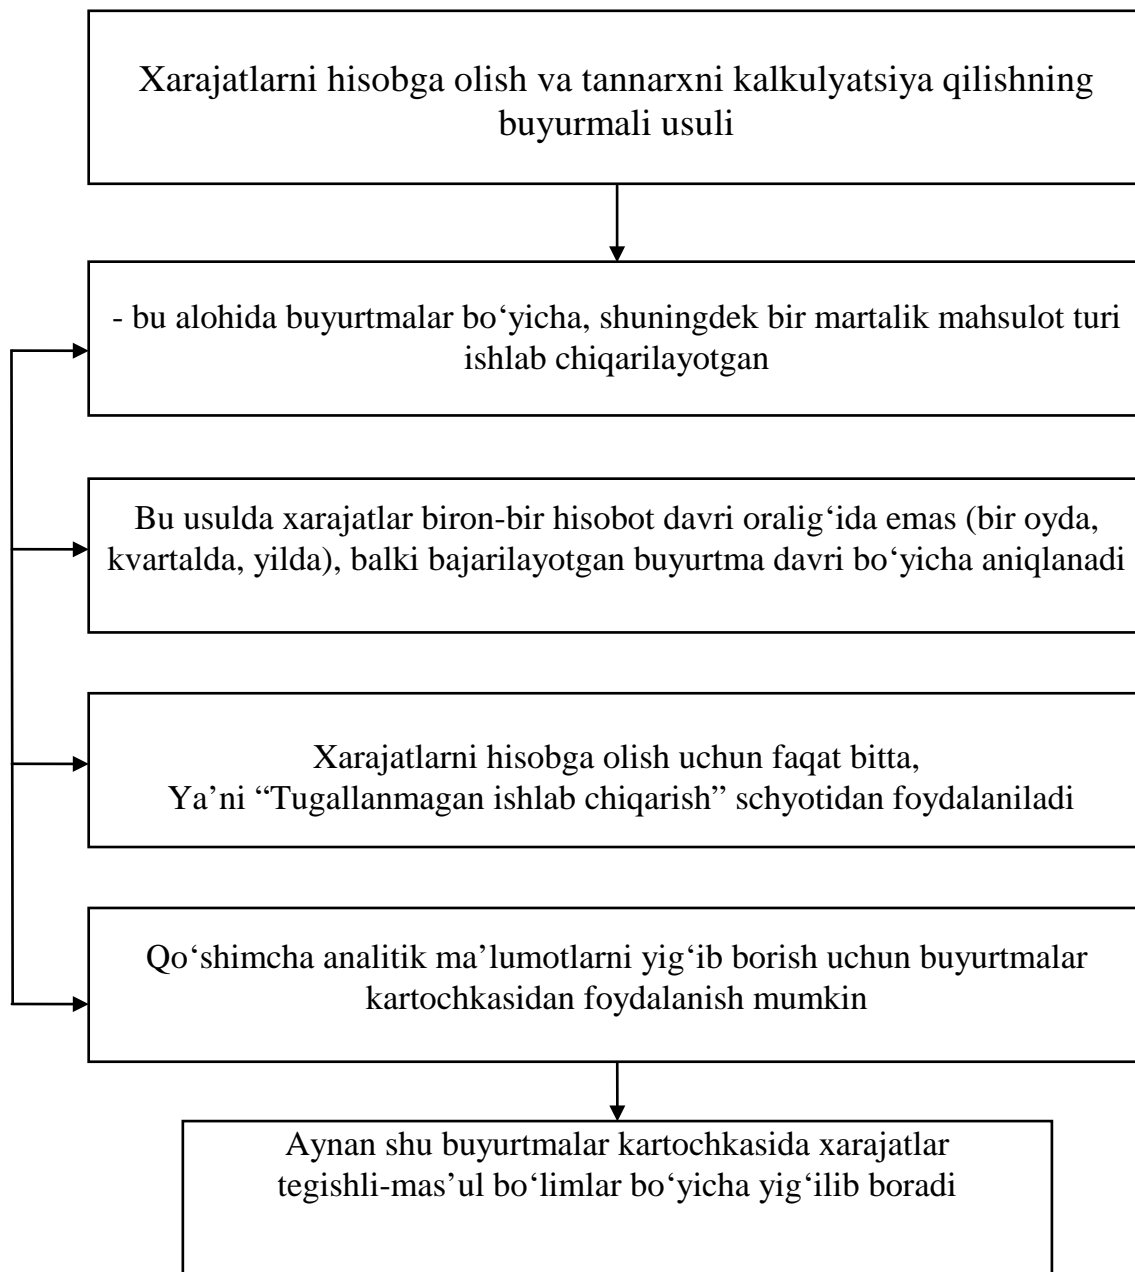 Xarajatlarni hisobga olish va tannarxni kalkulyatsiya qilishning
buyurmali usuli
- bu alohida buyurtmalar bo‘yicha, shuningdek bir martalik mahsulot turi
ishlab chiqarilayotgan
Bu usulda xarajatlar biron-bir hisobot davri oralig‘ida emas (bir oyda,
kvartalda, yilda), balki bajarilayotgan buyurtma davri bo‘yicha aniqlanadi
Xarajatlarni hisobga olish uchun faqat bitta,
Ya’ni “Tugallanmagan ishlab chiqarish” schyotidan foydalaniladi
Qo‘shimcha analitik ma’lumotlarni yig‘ib borish uchun buyurtmalar
kartochkasidan foydalanish mumkin
Aynan shu buyurtmalar kartochkasida xarajatlar
tegishli-mas’ul bo‘limlar bo‘yicha yig‘ilib boradi